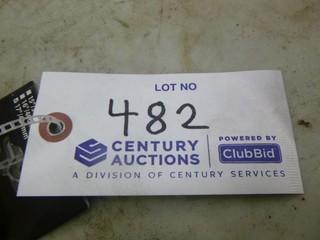 LOT NO
482
CENTURY
AUCTIONS
POWERED BY
ClubBid
A DIVISION OF CENTURY SERVICES